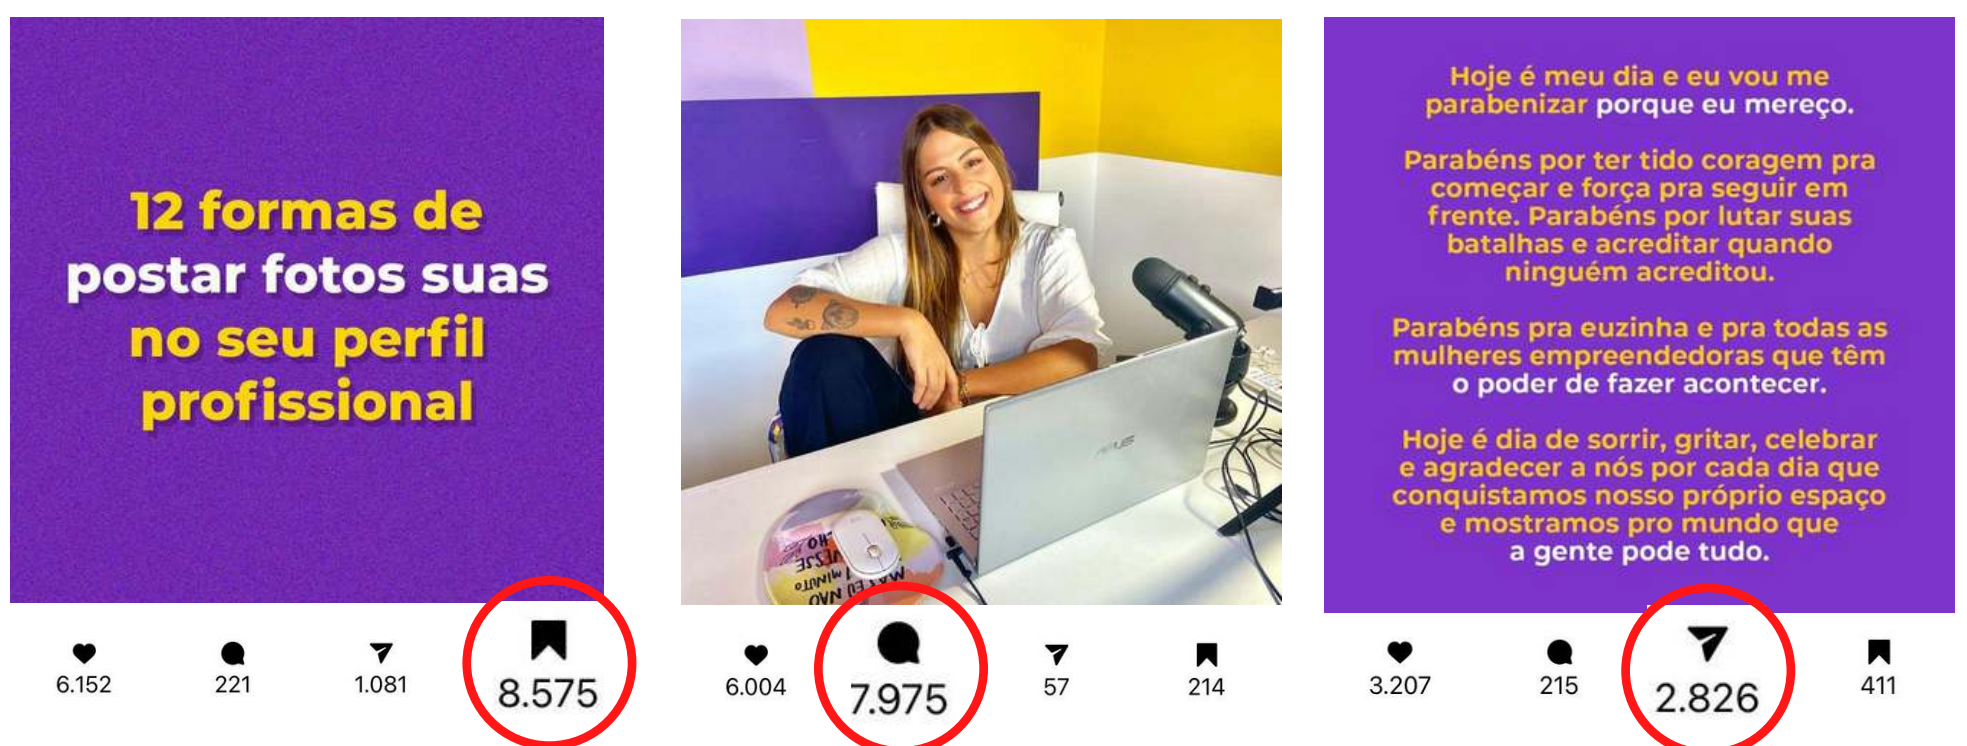 12 formas de
postar fotos suas
no seu perfil
profissional
6.152
221
1.081
8.575
ASUS
MAS EU NÃO
6.004
7.975
57
214
Hoje é meu dia e eu vou me
parabenizar porque eu mereço.
Parabéns por ter tido coragem pra
começar e força pra seguir em
frente. Parabéns por lutar suas
batalhas e acreditar quando
ninguém acreditou.
Parabéns pra euzinha e pra todas as
mulheres empreendedoras que têm
o poder de fazer acontecer.
Hoje é dia de sorrir, gritar, celebrar
e agradecer a nós por cada dia que
conquistamos nosso próprio espaço
e mostramos pro mundo que
a gente pode tudo.
3.207
215
2.826
411